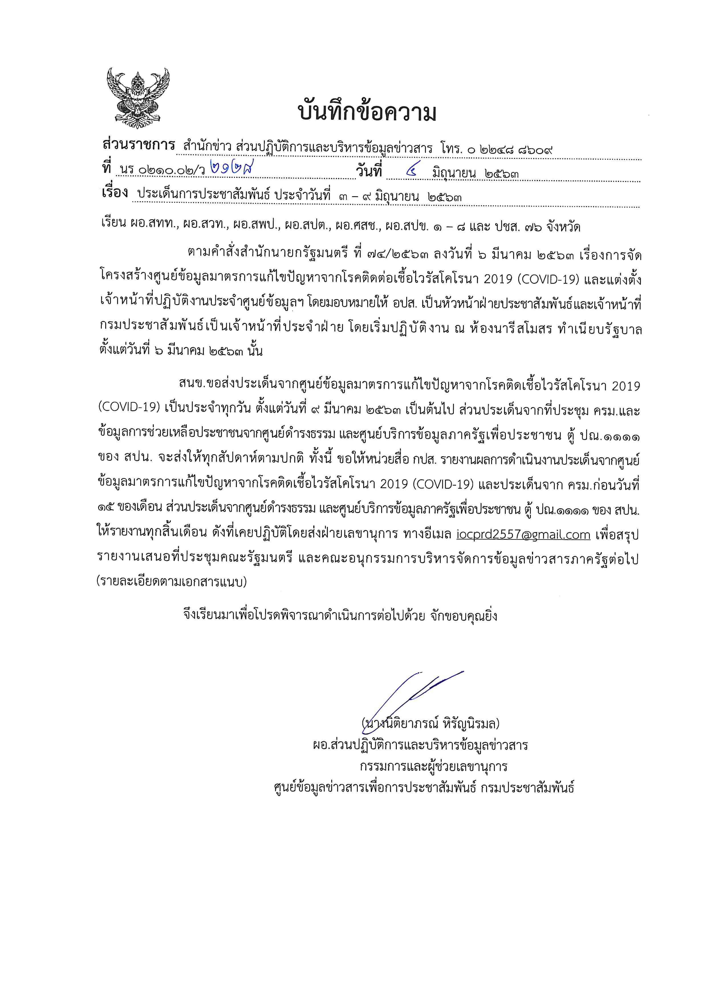 บันทึกข้อความ
ส่วนราชการ สำนักข่าว ส่วนปฏิบัติการและบริหารข้อมูลข่าวสาร โทร. ๐ ๒๒๔๘ ๘๖๐๙
ที่ นร ๐๒๑๐.๐๒/ว ๒๑๒๘ วันที่ ๔ มิถุนายน ๒๕๖๓
เรื่อง ประเด็นการประชาสัมพันธ์ ประจำวันที่ ๓ – ๙ มิถุนายน ๒๕๖๓
เรียน ผอ.สทท., ผอ.สวท., ผอ.สพป., ผอ.สปต., ผอ.ศสช., ผอ.สปข. ๑ – ๘ และ ปชส. ๗๖ จังหวัด
ตามคำสั่งสำนักนายกรัฐมนตรี ที่ ๗๔/๒๕๖๓ ลงวันที่ ๖ มีนาคม ๒๕๖๓ เรื่องการจัด
โครงสร้างศูนย์ข้อมูลมาตรการแก้ไขปัญหาจากโรคติดต่อเชื้อไวรัสโคโรนา 2019 (COVID-19) และแต่งตั้ง
เจ้าหน้าที่ปฏิบัติงานประจำศูนย์ข้อมูลฯ โดยมอบหมายให้ อปส. เป็นหัวหน้าฝ่ายประชาสัมพันธ์และเจ้าหน้าที่
กรมประชาสัมพันธ์เป็นเจ้าหน้าที่ประจำฝ่าย โดยเริ่มปฏิบัติงาน ณ ห้องนารีสโมสร ทำเนียบรัฐบาล
ตั้งแต่วันที่ ๖ มีนาคม ๒๕๖๓ นั้น
สนข.ขอส่งประเด็นจากศูนย์ข้อมูลมาตรการแก้ไขปัญหาจากโรคติดเชื้อไวรัสโคโรนา 2019
(COVID-19) เป็นประจำทุกวัน ตั้งแต่วันที่ ๙ มีนาคม ๒๕๖๓ เป็นต้นไป ส่วนประเด็นจากที่ประชุม ครม.และ
ข้อมูลการช่วยเหลือประชาชนจากศูนย์ดำรงธรรม และศูนย์บริการข้อมูลภาครัฐเพื่อประชาชน ตู้ ปณ.๑๑๑๑
ของ สปน. จะส่งให้ทุกสัปดาห์ตามปกติ ทั้งนี้ ขอให้หน่วยสื่อ กปส. รายงานผลการดำเนินงานประเด็นจากศูนย์
ข้อมูลมาตรการแก้ไขปัญหาจากโรคติดเชื้อไวรัสโคโรนา 2019 (COVID-19) และประเด็นจาก ครม.ก่อนวันที่
๑๕ ของเดือน ส่วนประเด็นจากศูนย์ดำรงธรรม และศูนย์บริการข้อมูลภาครัฐเพื่อประชาชน ตู้ ปณ.๑๑๑๑ ของ สปน.
ให้รายงานทุกสิ้นเดือน ดังที่เคยปฏิบัติโดยส่งฝ่ายเลขานุการ ทางอีเมล iocprd2557@gmail.com เพื่อสรุป
รายงานเสนอที่ประชุมคณะรัฐมนตรี และคณะอนุกรรมการบริหารจัดการข้อมูลข่าวสารภาครัฐต่อไป
(รายละเอียดตามเอกสารแนบ)
จึงเรียนมาเพื่อโปรดพิจารณาดำเนินการต่อไปด้วย จักขอบคุณยิ่ง
(นางนิติยาภรณ์ หิรัญนิรมล)
ผอ.ส่วนปฏิบัติการและบริหารข้อมูลข่าวสาร
กรรมการและผู้ช่วยเลขานุการ
ศูนย์ข้อมูลข่าวสารเพื่อการประชาสัมพันธ์ กรมประชาสัมพันธ์